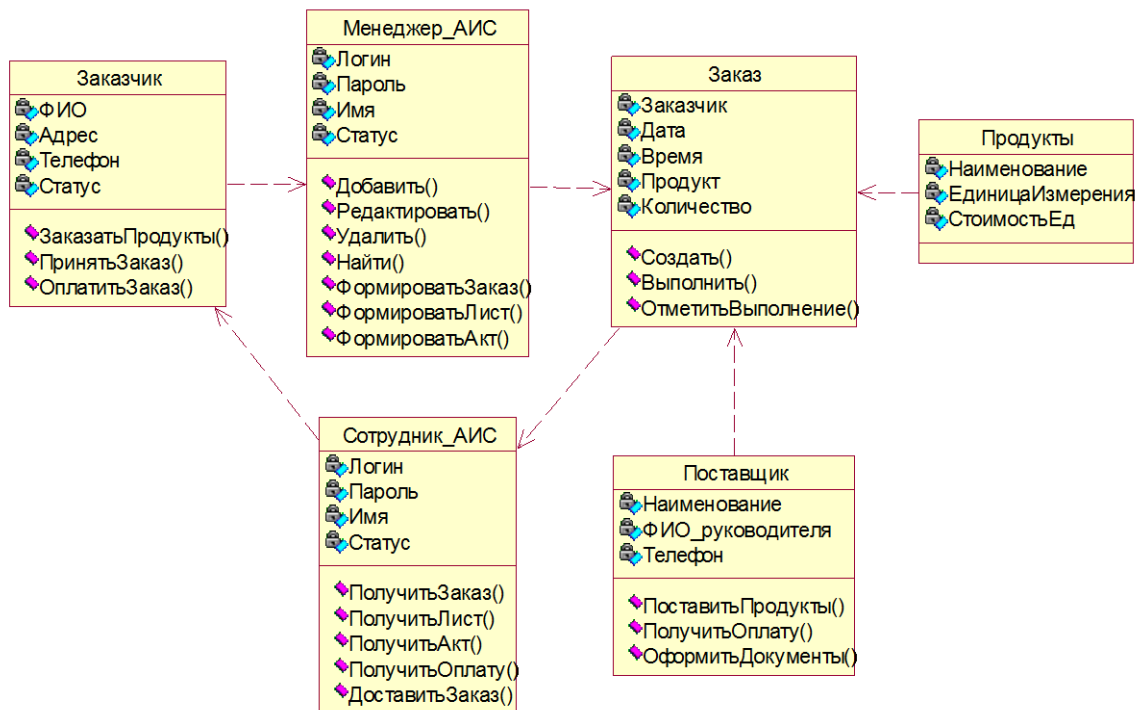 Заказчик
ФИО
Адрес
Телефон
Статус
ЗаказатьПродукты()
ПринятьЗаказ()
ОплатитьЗаказ()
Менеджер_АИС
Логин
Пароль
Имя
Статус
Добавить()
Редактировать()
Удалить()
Найти()
ФормироватьЗаказ()
ФормироватьЛист()
ФормироватьАкт()
Заказ
Заказчик
Дата
Время
Продукт
Количество
Создать()
Выполнить()
ОтметитьВыполнение()
Продукты
Наименование
ЕдиницаИзмерения
СтоимостьЕд
Сотрудник_АИС
Логин
Пароль
Имя
Статус
ПолучитьЗаказ()
ПолучитьЛист()
ПолучитьАкт()
ПолучитьОплату()
ДоставитьЗаказ()
Поставщик
Наименование
ФИО_руководителя
Телефон
ПоставитьПродукты()
ПолучитьОплату()
ОформитьДокументы()